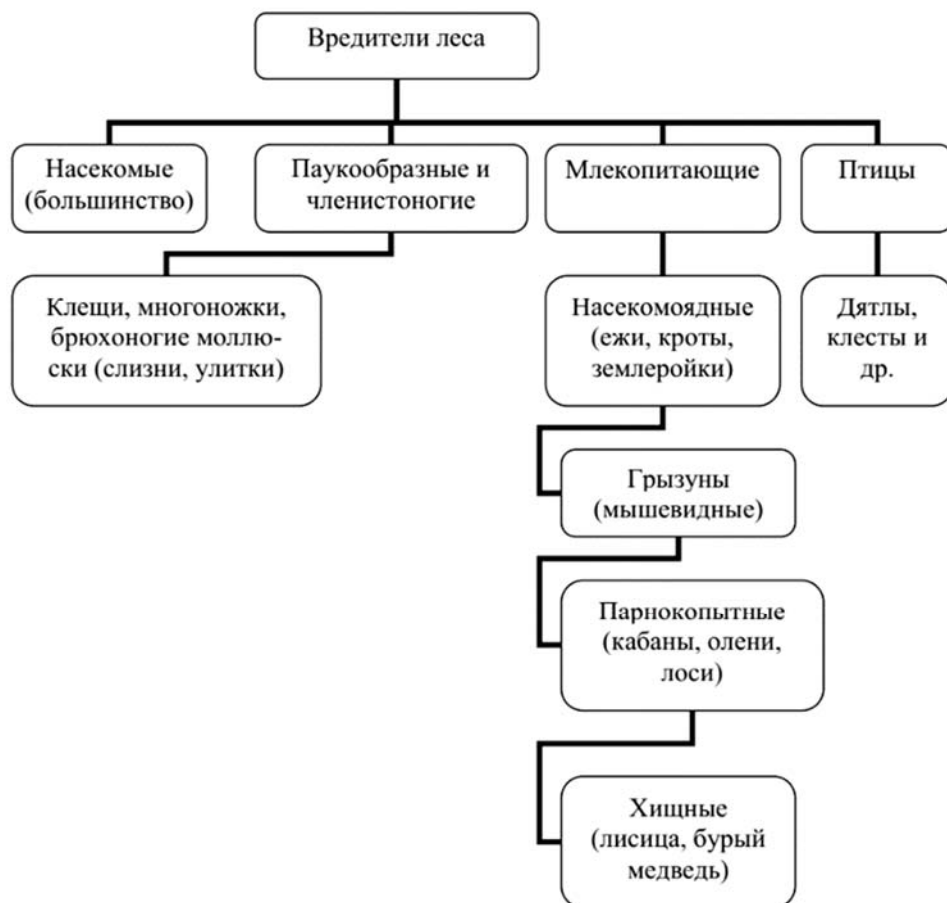 Вредители леса
Насекомые
(большинство)
Паукообразные и
членистоногие
Млекопитающие
Птицы
Клещи, многоножки,
брюхоногие моллю-
ски (слизни, улитки)
Насекомоядные
(ежи, кроты,
землеройки)
Дятлы,
клесты и
др.
Грызуны
(мышевидные)
Парнокопытные
(кабаны, олени,
лоси)
Хищные
(лисица, бурый
медведь)